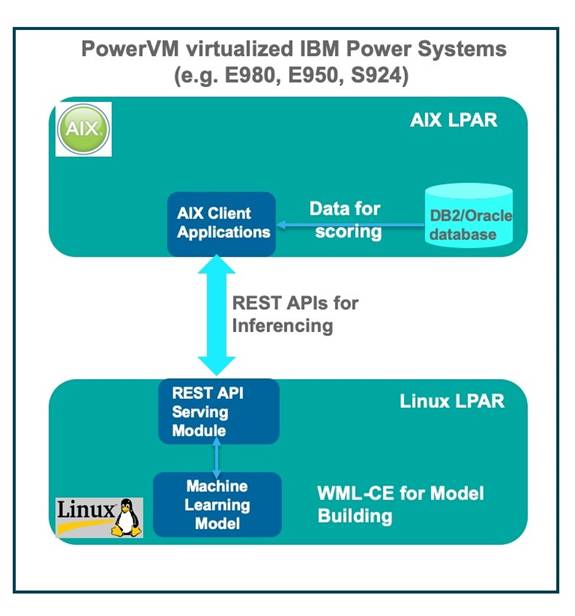 PowerVM virtualized IBM Power Systems
(e.g. E980, E950, S924)
AIX
AIX LPAR
AIX Client
Applications
Data for
scoring
DB2/Oracle
database
REST APIs for
Inferencing
REST API
Serving
Module
Linux LPAR
Machine
Learning
Model
WML-CE for Model
Building
Linux